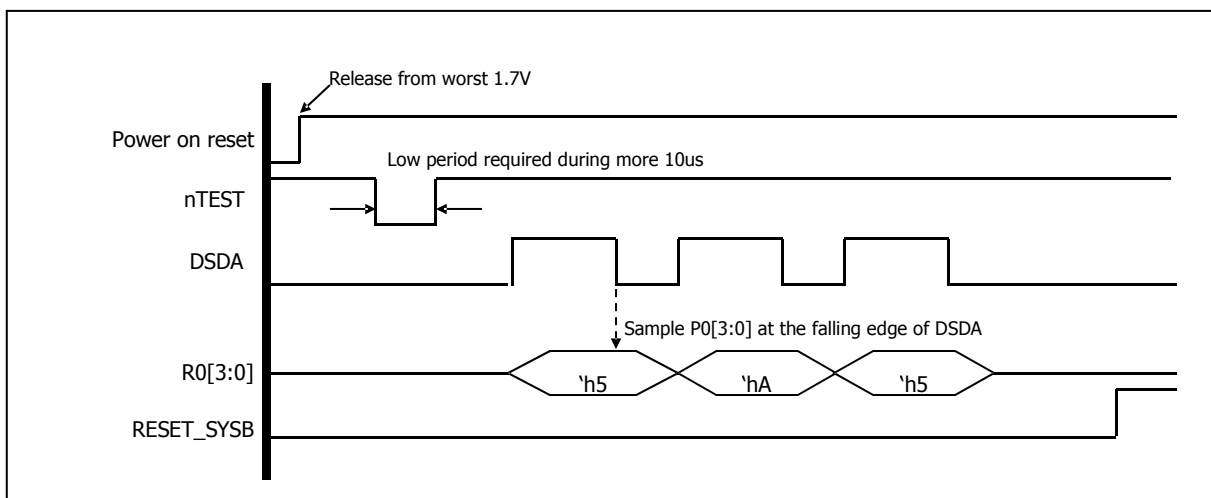 Release from worst 1.7V
Power on reset
Low period required during more 10us
nTEST
DSDA
Sample P0[3:0] at the falling edge of DSDA
R0[3:0]
‘h5
‘hA
‘h5
RESET_SYSB